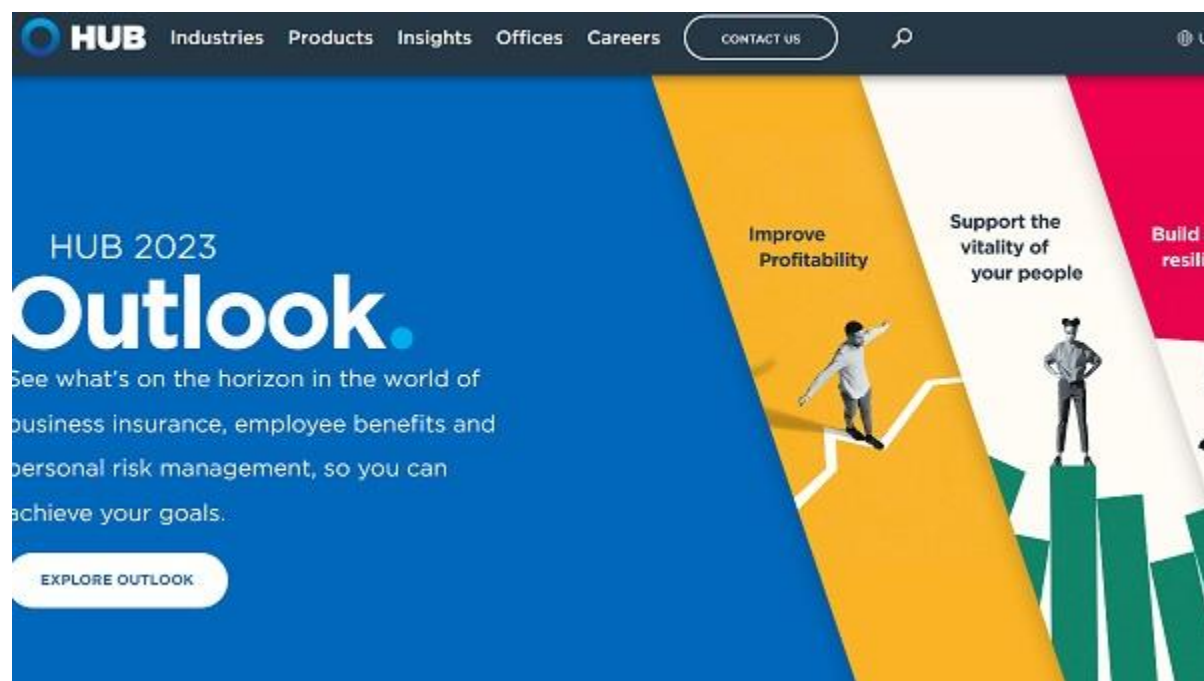 HUB Industries Products Insights Offices Careers CONTACT US
HUB 2023
Outlook.
See what's on the horizon in the world of
business insurance, employee benefits and
personal risk management, so you can
achieve your goals.
EXPLORE OUTLOOK
Improve
Profitability
Support the
vitality of
your people
Build